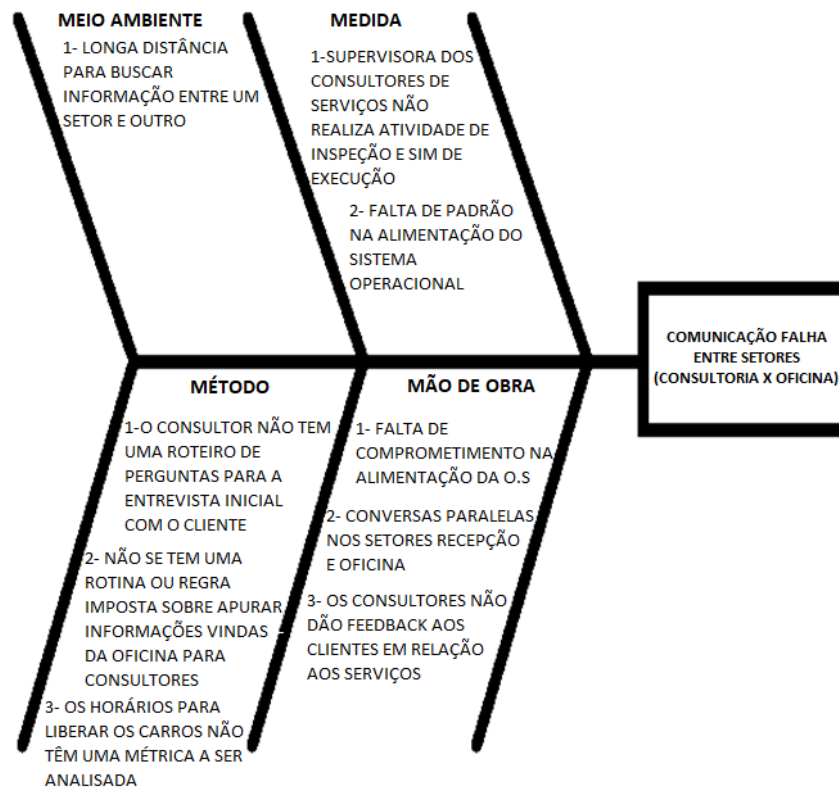 MEIO AMBIENTE
1- LONGA DISTÂNCIA
PARA BUSCAR
INFORMAÇÃO ENTRE UM
SETOR E OUTRO
MEDIDA
1-SUPERVISORA DOS
CONSULTORES DE
SERVIÇOS NÃO
REALIZA ATIVIDADE DE
INSPEÇÃO E SIM DE
EXECUÇÃO
2- FALTA DE PADRÃO
NA ALIMENTAÇÃO DO
SISTEMA
OPERACIONAL
COMUNICAÇÃO FALHA
ENTRE SETORES
(CONSULTORIA X OFICINA)
MÉTODO
1-O CONSULTOR NÃO TEM
UMA ROTEIRO DE
PERGUNTAS PARA A
ENTREVISTA INICIAL
COM O CLIENTE
2- NÃO SE TEM UMA
ROTINA OU REGRA
IMPOSTA SOBRE APURAR
INFORMAÇÕES VINDAS
DA OFICINA PARA
CONSULTORES
3- OS HORÁRIOS PARA
LIBERAR OS CARROS NÃO
TÊM UMA MÉTRICA A SER
ANALISADA
MÃO DE OBRA
1- FALTA DE
COMPROMETIMENTO NA
ALIMENTAÇÃO DA O.S
2- CONVERSAS PARALELAS
NOS SETORES RECEPÇÃO
E OFICINA
3- OS CONSULTORES NÃO
DÃO FEEDBACK AOS
CLIENTES EM RELAÇÃO
AOS SERVIÇOS